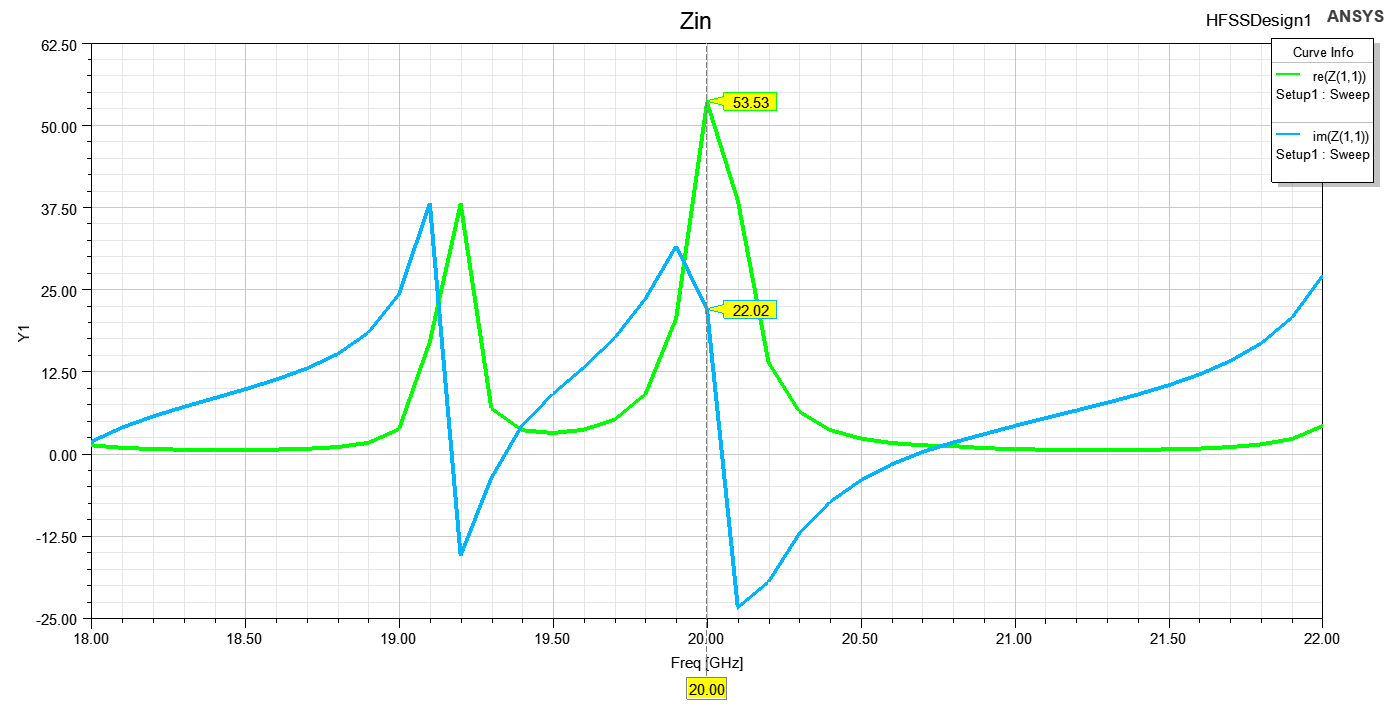 Zin
HFSSDesign1
ANSYS
Curve Info
re(Z(1,1))
Setup1 : Sweep
im(Z(1,1))
Setup1 : Sweep
62.50
50.00
37.50
25.00
12.50
0.00
-12.50
-25.00
Y1
53.53
22.02
18.00 18.50 19.00 19.50 20.00 20.50 21.00 21.50 22.00
Freq [GHz]
20.00